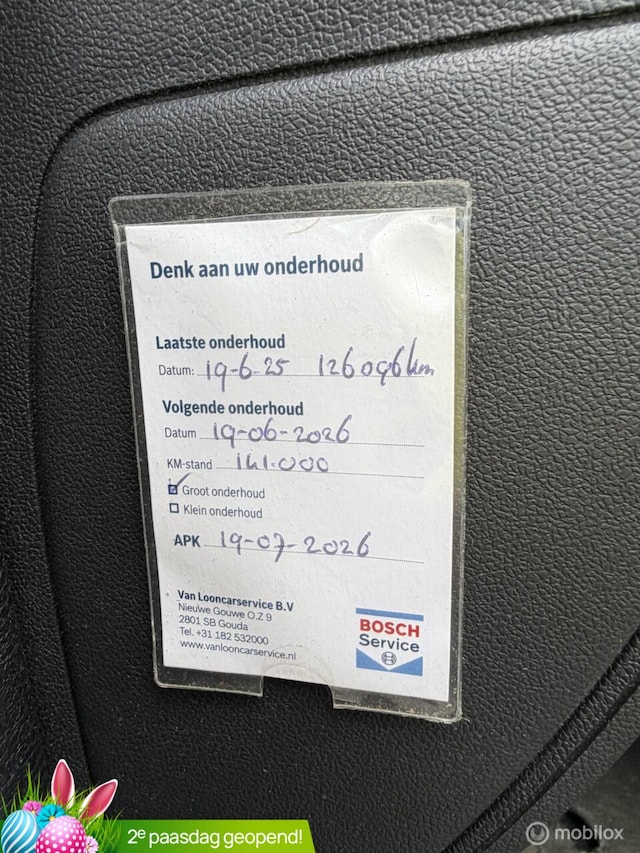 Denk aan uw onderhoud
Laatste onderhoud
Datum: 19-6-25 126096 km
Volgende onderhoud
Datum 19-06-2026
KM-stand 141.000
Groot onderhoud
Klein onderhoud
APK 19-07-2026
Van Looncarservice B.V
Nieuwe Gouwe O.Z 9
2801 SB Gouda
Tel. +31 182 532000
www.vanlooncarservice.nl
BOSCH
Service
2e paasdag geopend!
mobilox